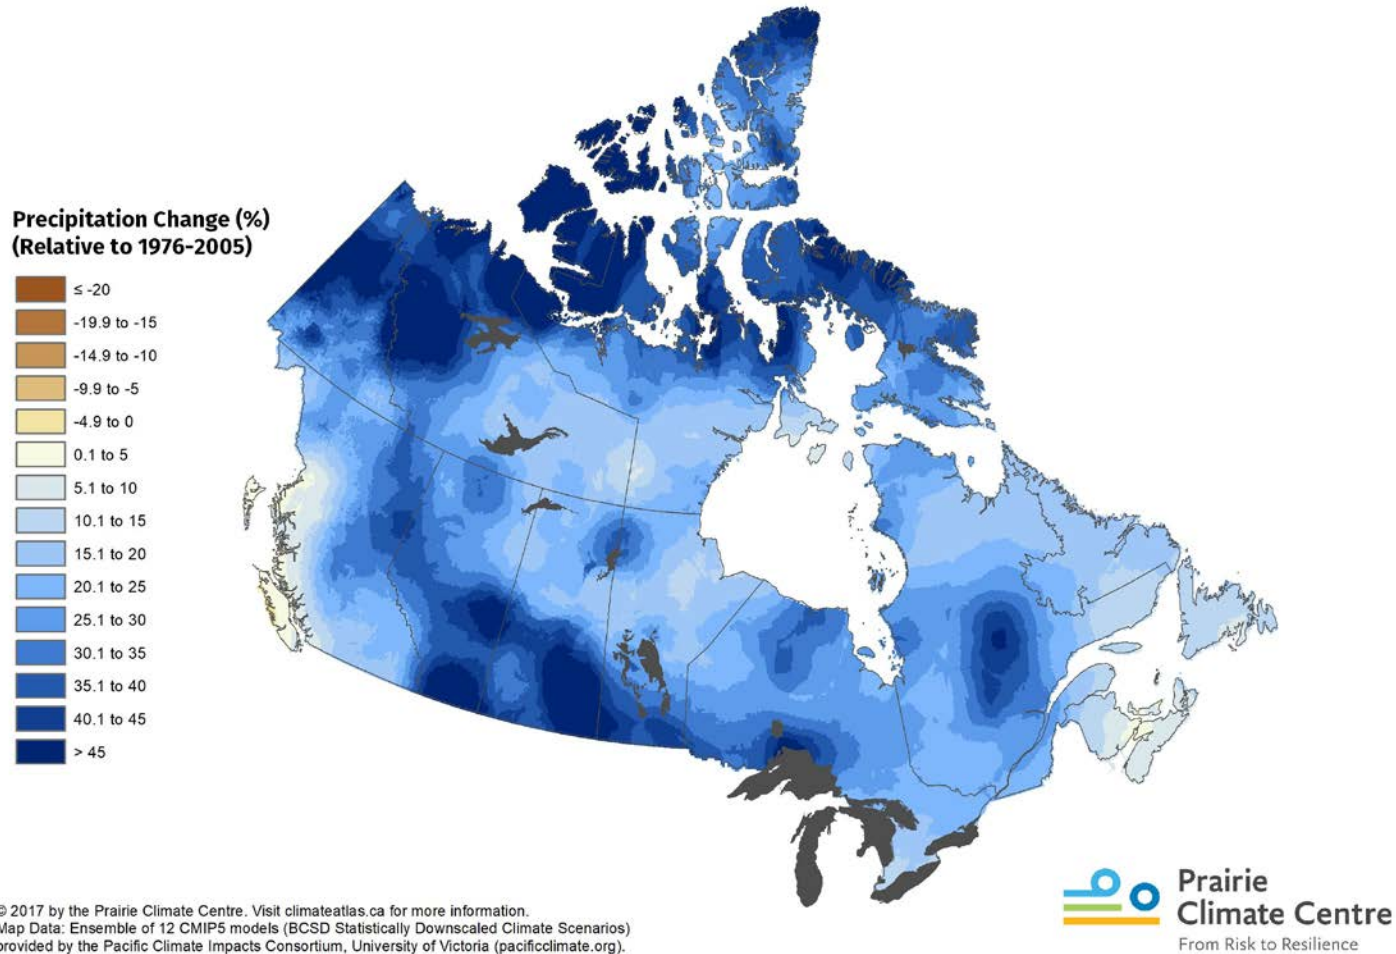 Precipitation Change (%)
(Relative to 1976-2005)
≤ -20
-19.9 to -15
-14.9 to -10
-9.9 to -5
-4.9 to 0
0.1 to 5
5.1 to 10
10.1 to 15
15.1 to 20
20.1 to 25
25.1 to 30
30.1 to 35
35.1 to 40
40.1 to 45
> 45
© 2017 by the Prairie Climate Centre. Visit climateatlas.ca for more information.
Map Data: Ensemble of 12 CMIP5 models (BCSD Statistically Downscaled Climate Scenarios)
provided by the Pacific Climate Impacts Consortium, University of Victoria (pacificclimate.org).
Prairie
Climate Centre
From Risk to Resilience